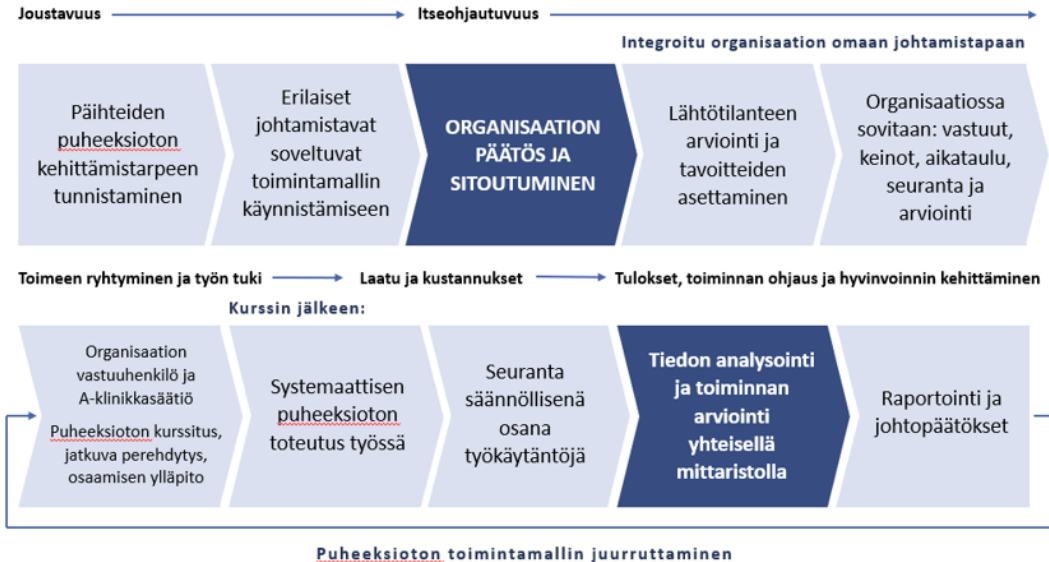 Joustavuus
Itseohjautuvuus
Integroitu organisaation omaan johtamistapaan
Päihteiden
puheeksioton
kehittämistarpeen
tunnistaminen
Erilaiset
johtamistavat
soveltuvat
toimintamallin
käynnistämiseen
ORGANISAATION
PÄÄTÖS JA
SITOUTUMINEN
Lähtötilanteen
arviointi ja
tavoitteiden
asettaminen
Organisaatiossa
sovitaan: vastuut,
keinot, aikataulu,
seuranta ja
arviointi
Toimeen ryhtyminen ja työn tuki
Laatu ja kustannukset
Tulokset, toiminnan ohjaus ja hyvinvoinnin kehittäminen
Kurssin jälkeen:
Organisaation
vastuuhenkilö ja
A-klinikkasäätiö
Puheeksioton kurssitus,
jatkuva perehdytys,
osaamisen ylläpito
Systemaattisen
puheeksioton
toteutus työssä
Seuranta
säännöllisenä
osana
työkäytäntöjä
Tiedon analysointi
ja toiminnan
arviointi
yhteisellä
mittaristolla
Raportointi ja
johtopäätökset
Puheeksioton toimintamallin juurruttaminen